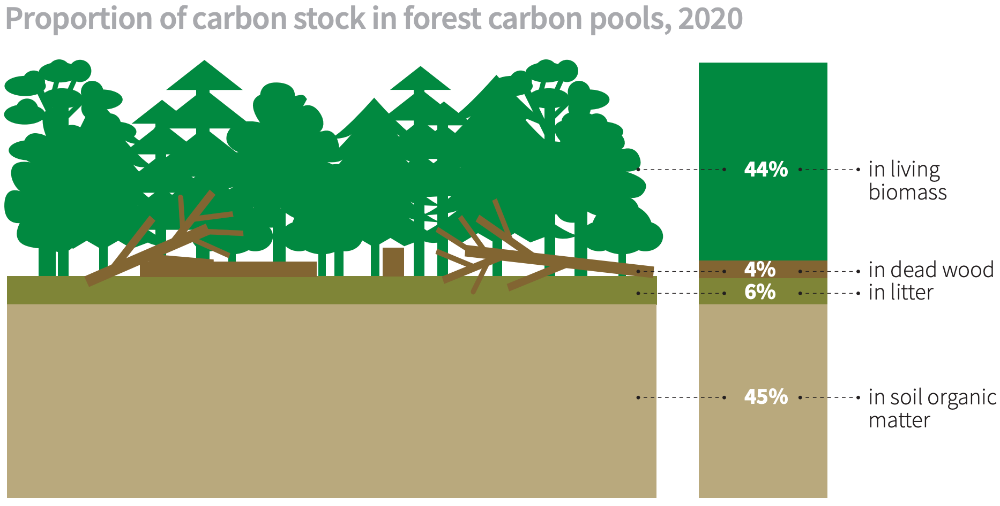 Proportion of carbon stock in forest carbon pools, 2020
44%
in living
biomass
4%
in dead wood
6%
in litter
45%
in soil organic
matter